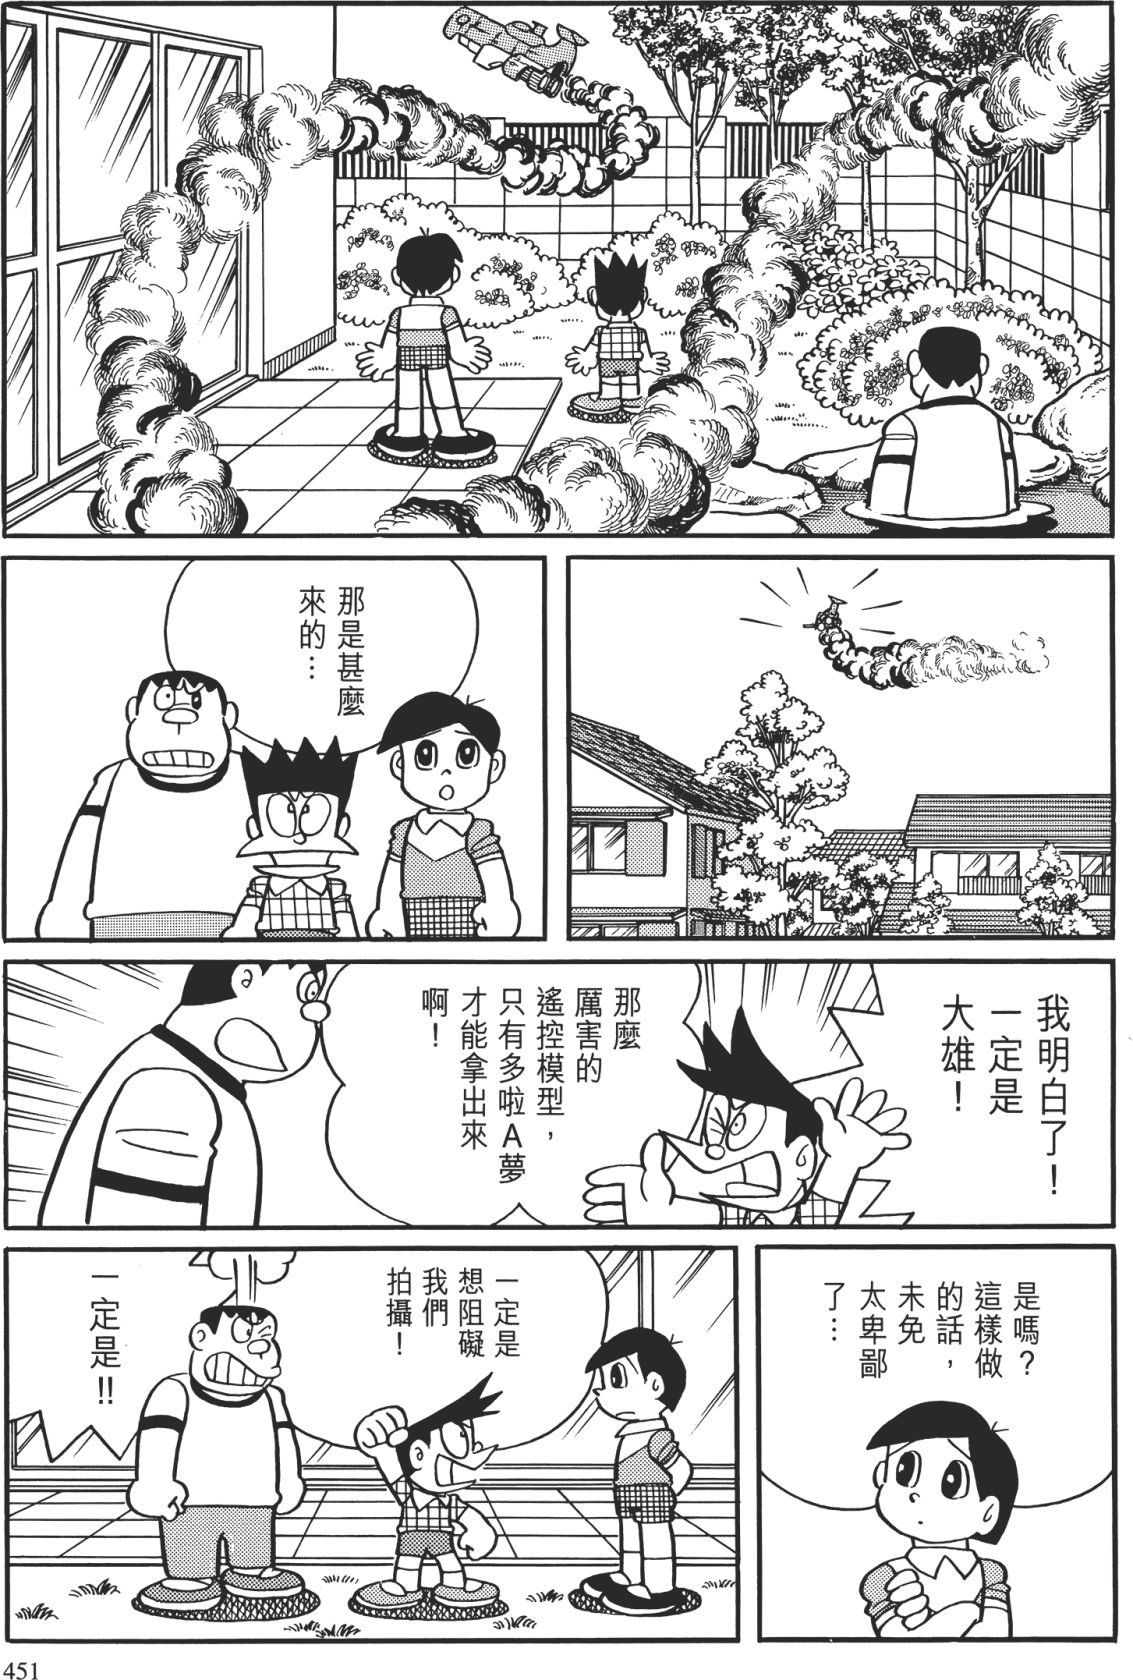 那是甚麼
來的…
我明白了！
一定是
大雄！
那麼
厲害的
遙控模型，
只有多啦A夢
才能拿出來
啊！
一定是
想阻礙
我們
拍攝！
一定是!!
是嗎？
這樣做
的話，
未免
太卑鄙
了…
451